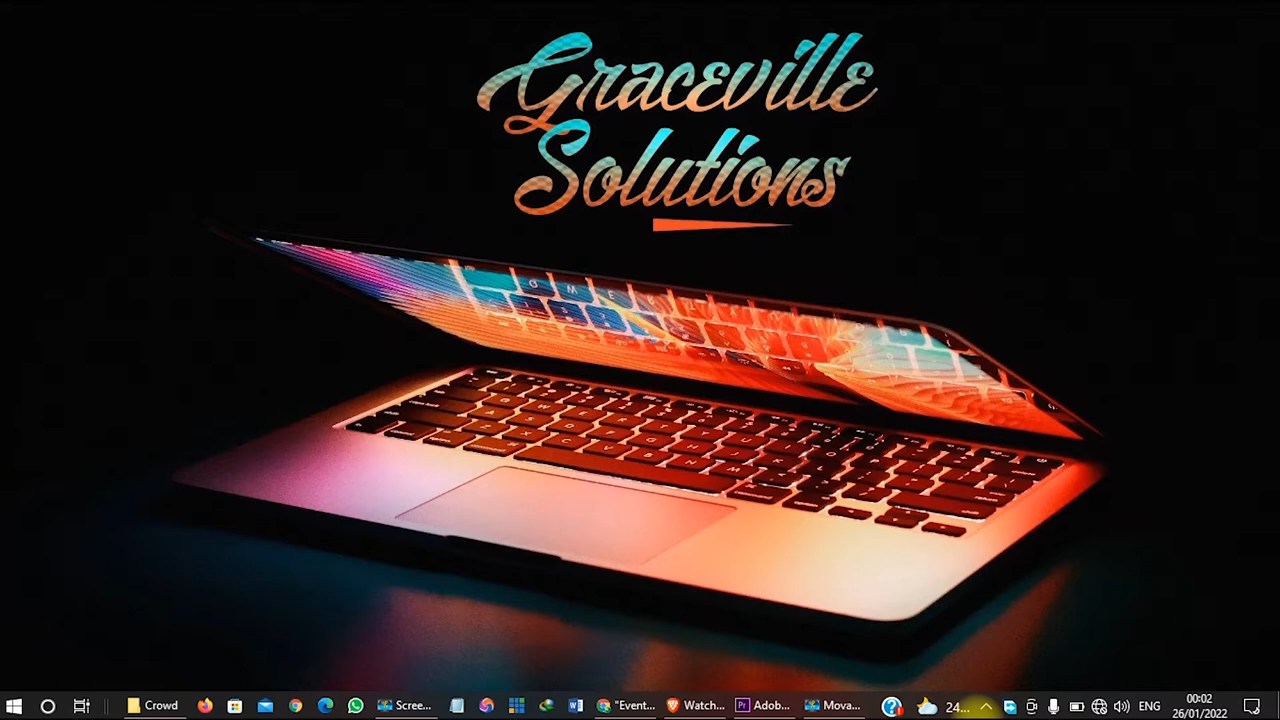 Graceville
Solutions
Crowd
Scree...
"Event...
Watch...
Adob...
Mova...
24...
ENG
00:02
26/01/2022